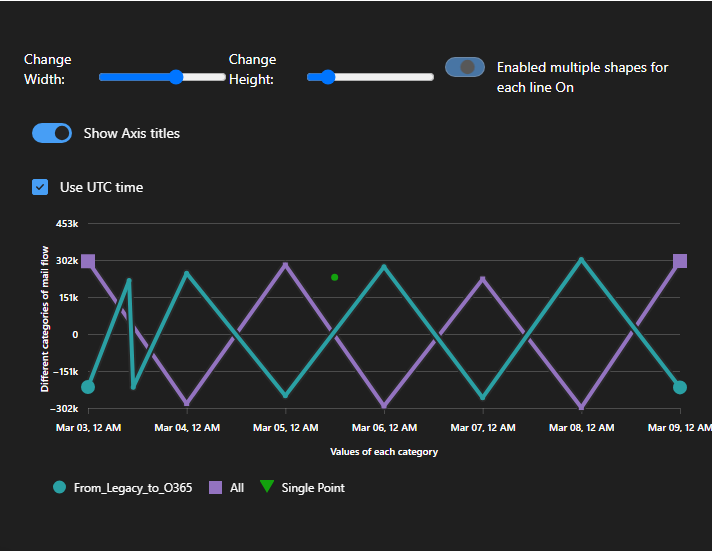 Change Width:
Change Height:
Enabled multiple shapes for
each line On
Show Axis titles
Use UTC time
453k
302k
151k
0
−151k
−302k
Different categories of mail flow
Mar 03, 12 AM
Mar 04, 12 AM
Mar 05, 12 AM
Mar 06, 12 AM
Mar 07, 12 AM
Mar 08, 12 AM
Mar 09, 12 AM
Values of each category
From_Legacy_to_O365
All
Single Point